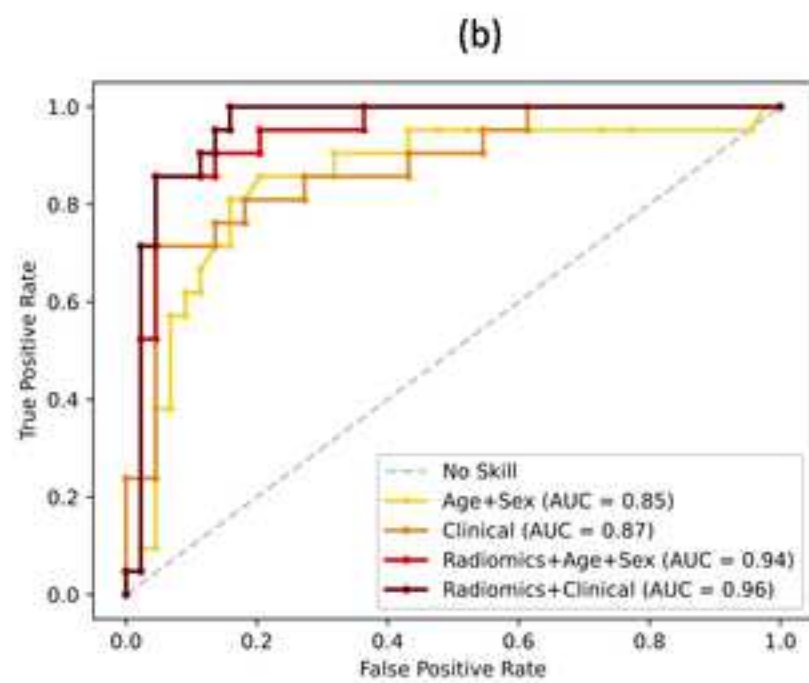 (b)
True Positive Rate
1.0
0.8
0.6
0.4
0.2
0.0
No Skill
Age+Sex (AUC = 0.85)
Clinical (AUC = 0.87)
Radiomics+Age+Sex (AUC = 0.94)
Radiomics+Clinical (AUC = 0.96)
0.0 0.2 0.4 0.6 0.8 1.0
False Positive Rate